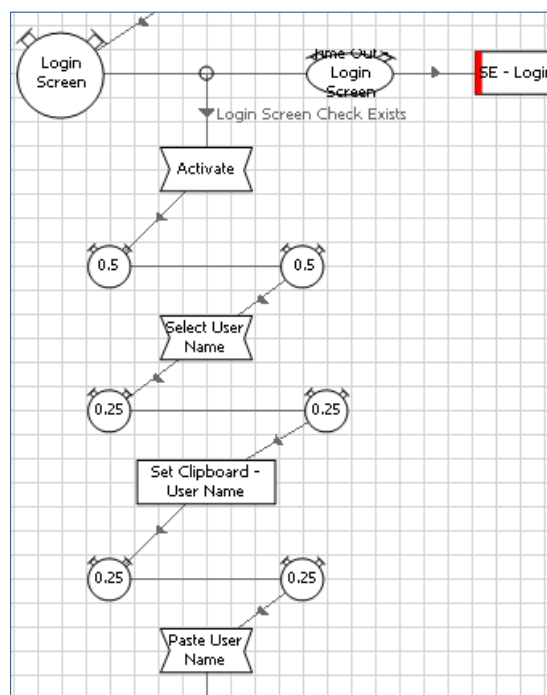 Login
Screen
Time Out -
Login
Screen
SE - Login
Login Screen Check Exists
Activate
0.5
0.5
Select User
Name
0.25
0.25
Set Clipboard -
User Name
0.25
0.25
Paste User
Name